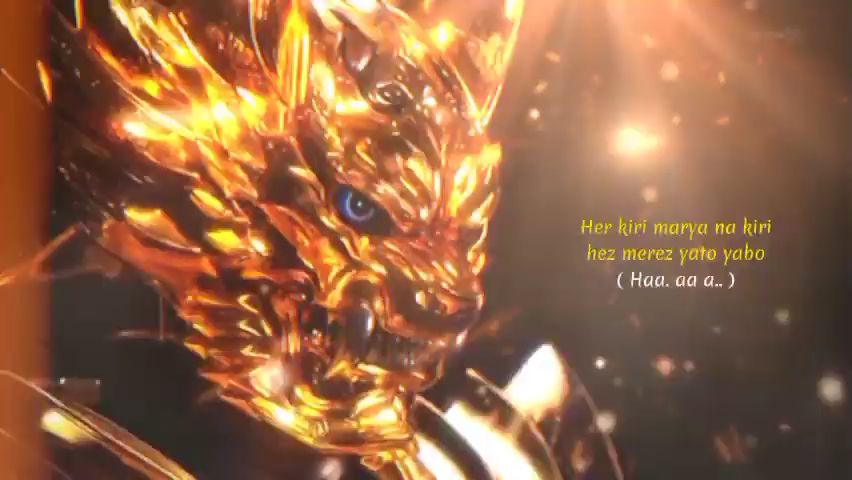 Her kiri marya na kiri
hez merez yato yabo
( Haa. aa a.. )